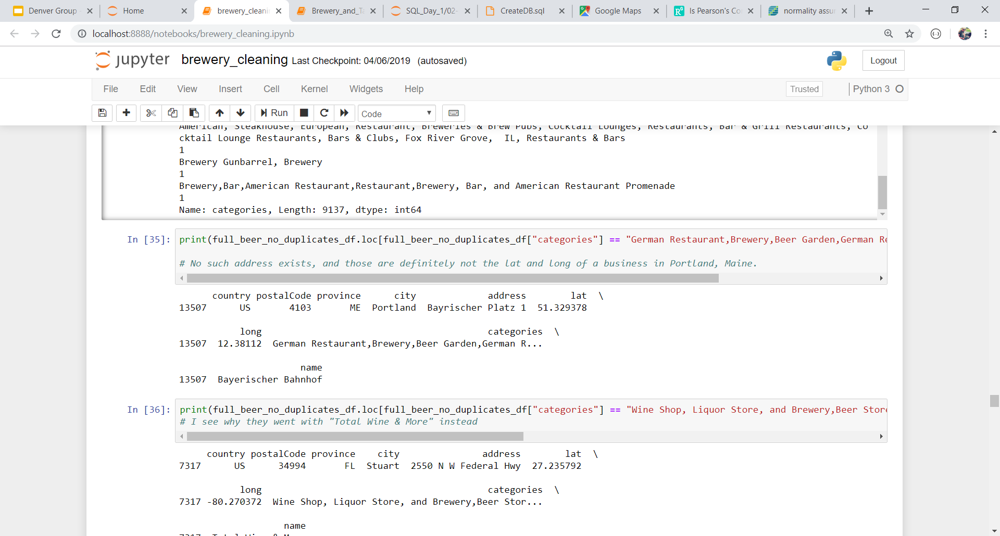 Denver Group
Home
brewery_cleani
Brewery_and_T
SQL_Day_1/02-
CreateDB.sql
Google Maps
Is Pearson's Co
normality assu
localhost:8888/notebooks/brewery_cleaning.ipynb
jupyter brewery_cleaning Last Checkpoint: 04/06/2019 (autosaved)
Logout
File Edit View Insert Cell Kernel Widgets Help
Trusted Python 3
Run Code
American, Steakhouse, European, Restaurant, Breweries & Brew Pubs, Cocktail Lounges, Restaurants, Bar & Grill Restaurants, Co
cktail Lounge Restaurants, Bars & Clubs, Fox River Grove,  IL, Restaurants & Bars
1
Brewery Gunbarrel, Brewery
1
Brewery,Bar,American Restaurant,Restaurant,Brewery, Bar, and American Restaurant Promenade
1
Name: categories, Length: 9137, dtype: int64
In [35]: print(full_beer_no_duplicates_df.loc[full_beer_no_duplicates_df["categories"] == "German Restaurant,Brewery,Beer Garden,German Re
# No such address exists, and those are definitely not the lat and long of a business in Portland, Maine.
country postalCode province city address lat \
13507 US 4103 ME Portland Bayrischer Platz 1 51.329378
long categories \
13507 12.38112 German Restaurant,Brewery,Beer Garden,German R...
name
13507 Bayerischer Bahnhof
In [36]: print(full_beer_no_duplicates_df.loc[full_beer_no_duplicates_df["categories"] == "Wine Shop, Liquor Store, and Brewery,Beer Store
# I see why they went with "Total Wine & More" instead
country postalCode province city address lat \
7317 US 34994 FL Stuart 2550 N W Federal Hwy 27.235792
long categories \
7317 -80.270372 Wine Shop, Liquor Store, and Brewery,Beer Stor...
name
7317 Total Wine & M